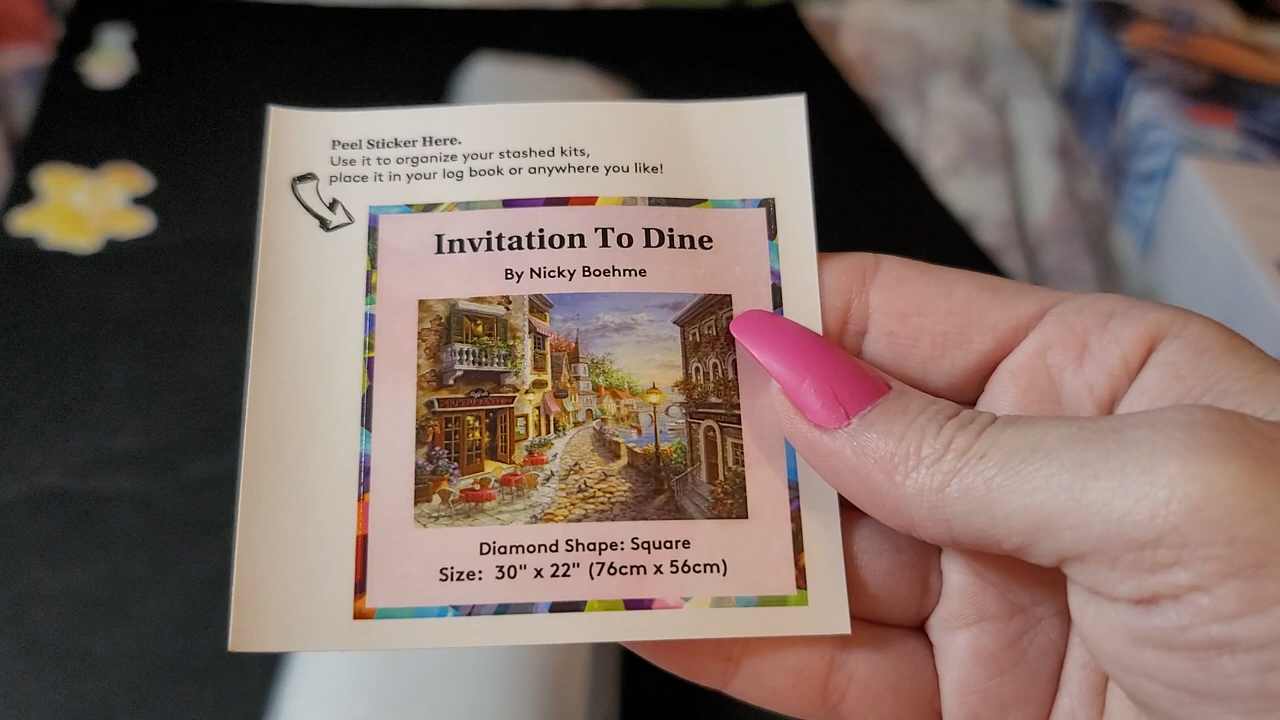 Peel Sticker Here.
Use it to organize your stashed kits,
place it in your log book or anywhere you like!
Invitation To Dine
By Nicky Boehme
RISTORANTE
Diamond Shape: Square
Size: 30" x 22" (76cm x 56cm)